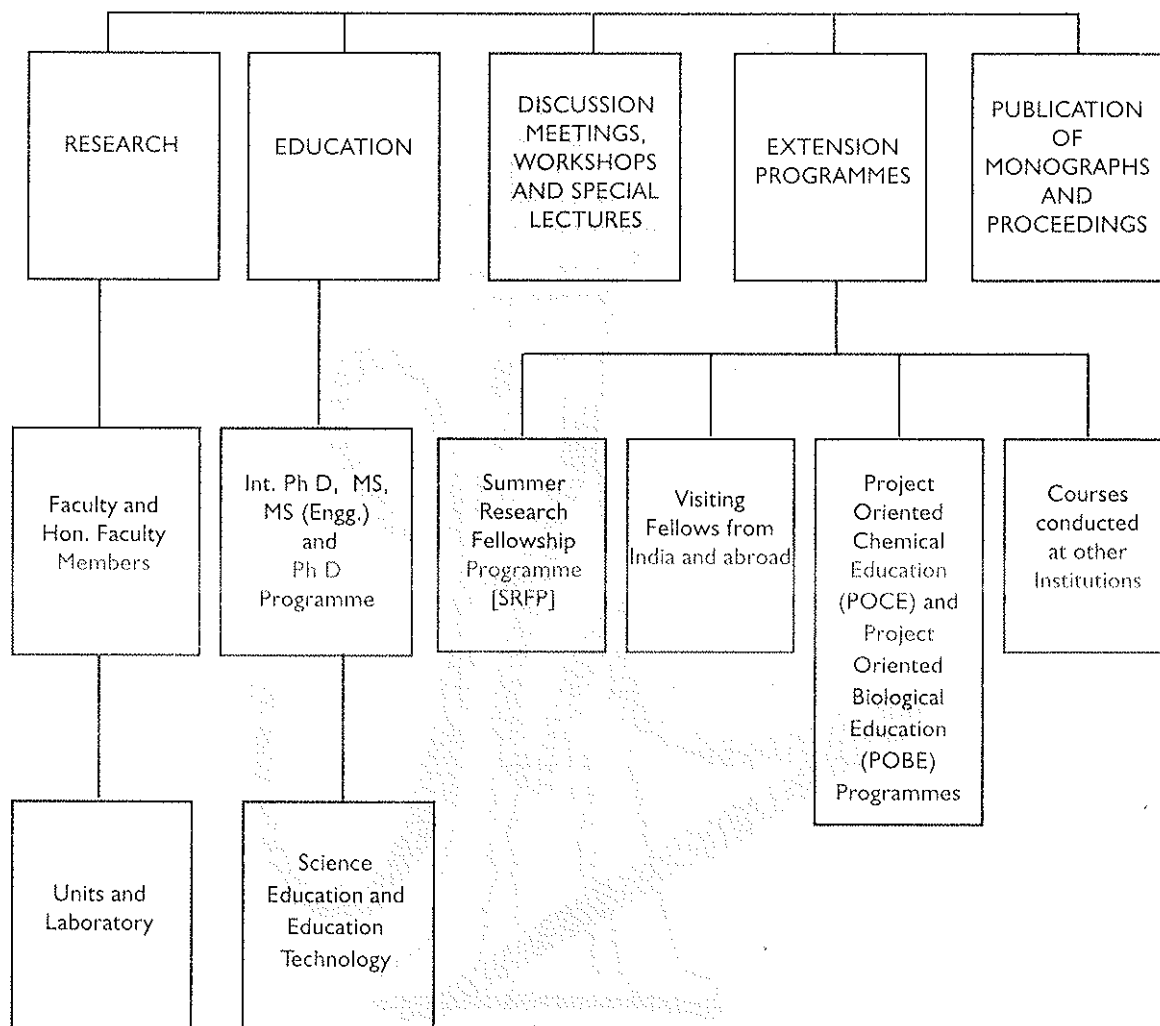 RESEARCH
EDUCATION
DISCUSSION
MEETINGS,
WORKSHOPS
AND SPECIAL
LECTURES
EXTENSION
PROGRAMMES
PUBLICATION
OF
MONOGRAPHS
AND
PROCEEDINGS
Faculty and
Hon. Faculty
Members
Int. Ph D, MS,
MS (Engg.)
and
Ph D
Programme
Summer
Research
Fellowship
Programme
[SRFP]
Visiting
Fellows from
India and abroad
Project
Oriented
Chemical
Education
(POCE) and
Project
Oriented
Biological
Education
(POBE)
Programmes
Courses
conducted
at other
Institutions
Units and
Laboratory
Science
Education and
Education
Technology